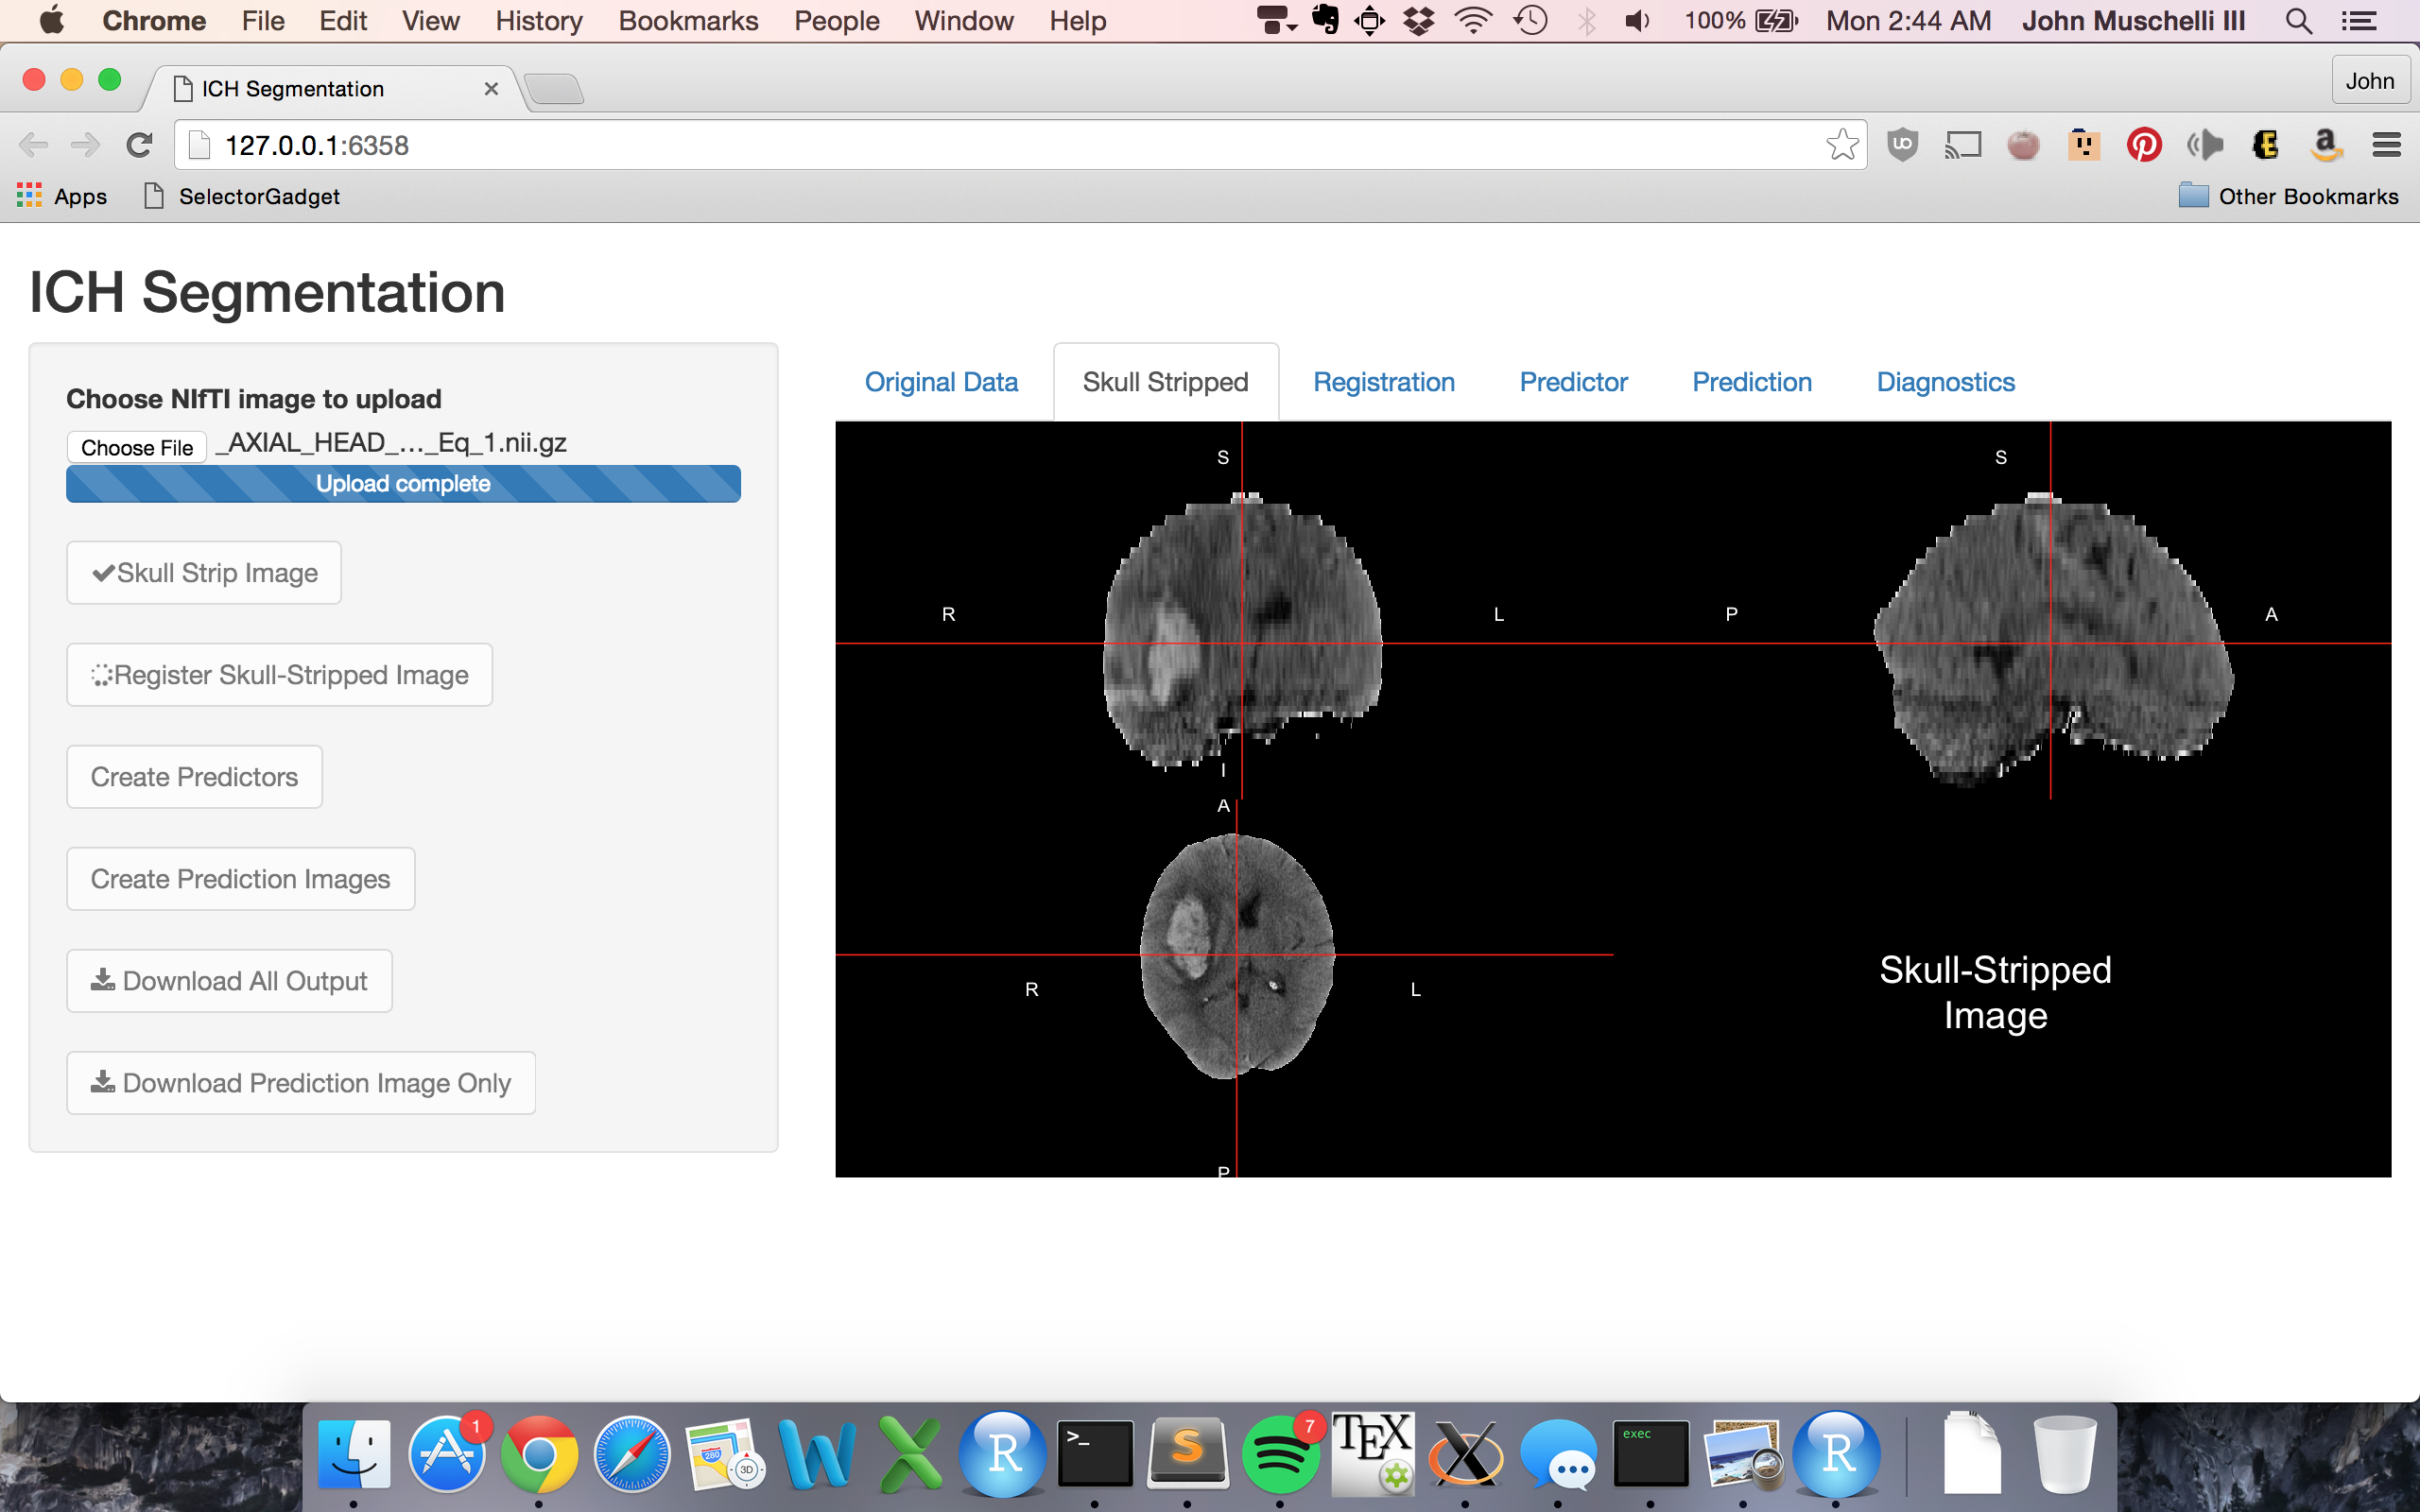 Chrome File Edit View History Bookmarks People Window Help 100% Mon 2:44 AM John Muschelli III
ICH Segmentation
John
127.0.0.1:6358
Apps SelectorGadget Other Bookmarks
ICH Segmentation
Choose NIfTI image to upload
Choose File _AXIAL_HEAD_..._Eq_1.nii.gz
Upload complete
Skull Strip Image
Register Skull-Stripped Image
Create Predictors
Create Prediction Images
Download All Output
Download Prediction Image Only
Original Data Skull Stripped Registration Predictor Prediction Diagnostics
S S
R L P A
I I
A
R L
P
Skull-Stripped
Image
1 280 3D W X R >_ S 7 TEX X exec R